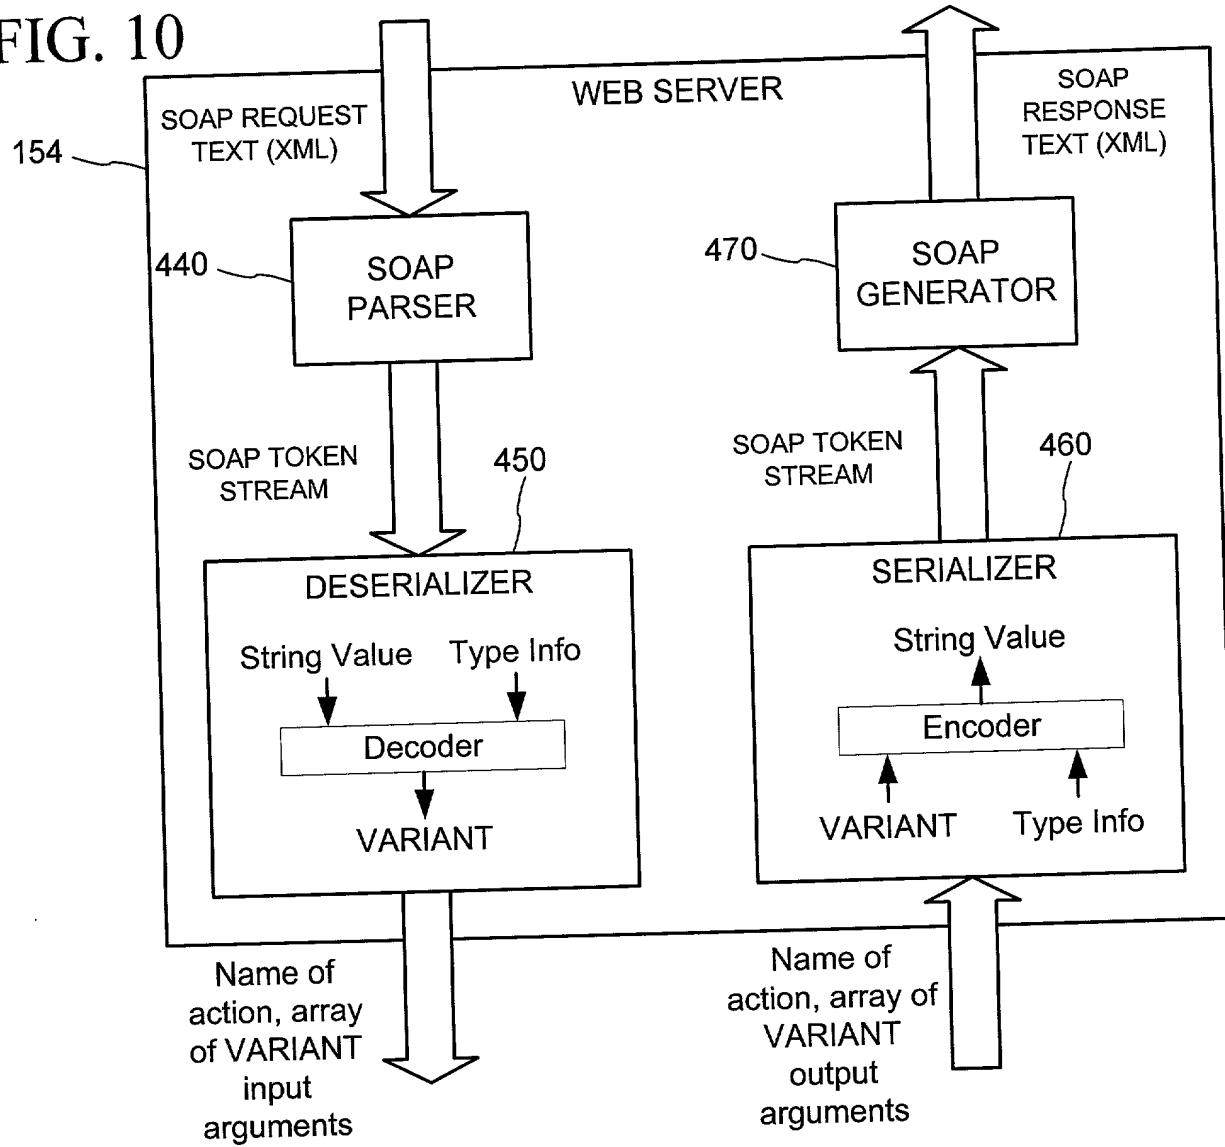 FIG. 10
WEB SERVER
154
SOAP REQUEST
TEXT (XML)
SOAP
RESPONSE
TEXT (XML)
440
SOAP
PARSER
470
SOAP
GENERATOR
SOAP TOKEN
STREAM
450
SOAP TOKEN
STREAM
460
DESERIALIZER
String Value
Type Info
Decoder
VARIANT
SERIALIZER
String Value
Encoder
VARIANT
Type Info
Name of
action, array
of VARIANT
input
arguments
Name of
action, array of
VARIANT
output
arguments